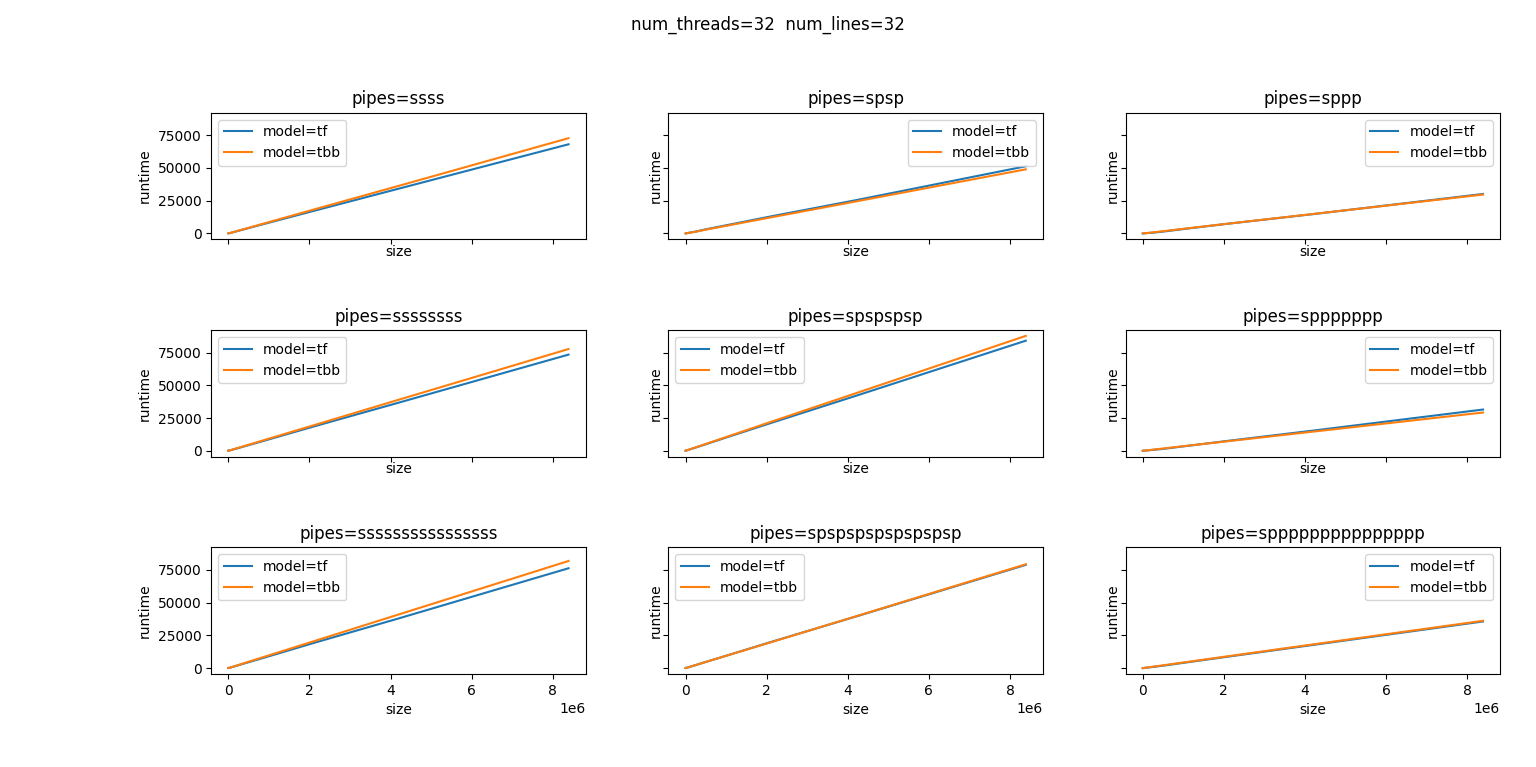 num_threads=32  num_lines=32
pipes=ssss
pipes=spsp
pipes=sppp
model=tf
model=tbb
75000
50000
25000
0
runtime
size
model=tf
model=tbb
runtime
size
model=tf
model=tbb
runtime
size
pipes=ssssssss
pipes=spspspsp
pipes=sppppppp
model=tf
model=tbb
75000
50000
25000
0
runtime
size
model=tf
model=tbb
runtime
size
model=tf
model=tbb
runtime
size
pipes=ssssssssssssssss
pipes=spspspspspspspsp
pipes=sppppppppppppppp
model=tf
model=tbb
75000
50000
25000
0
runtime
0 2 4 6 8
size
1e6
model=tf
model=tbb
runtime
0 2 4 6 8
size
1e6
model=tf
model=tbb
runtime
0 2 4 6 8
size
1e6